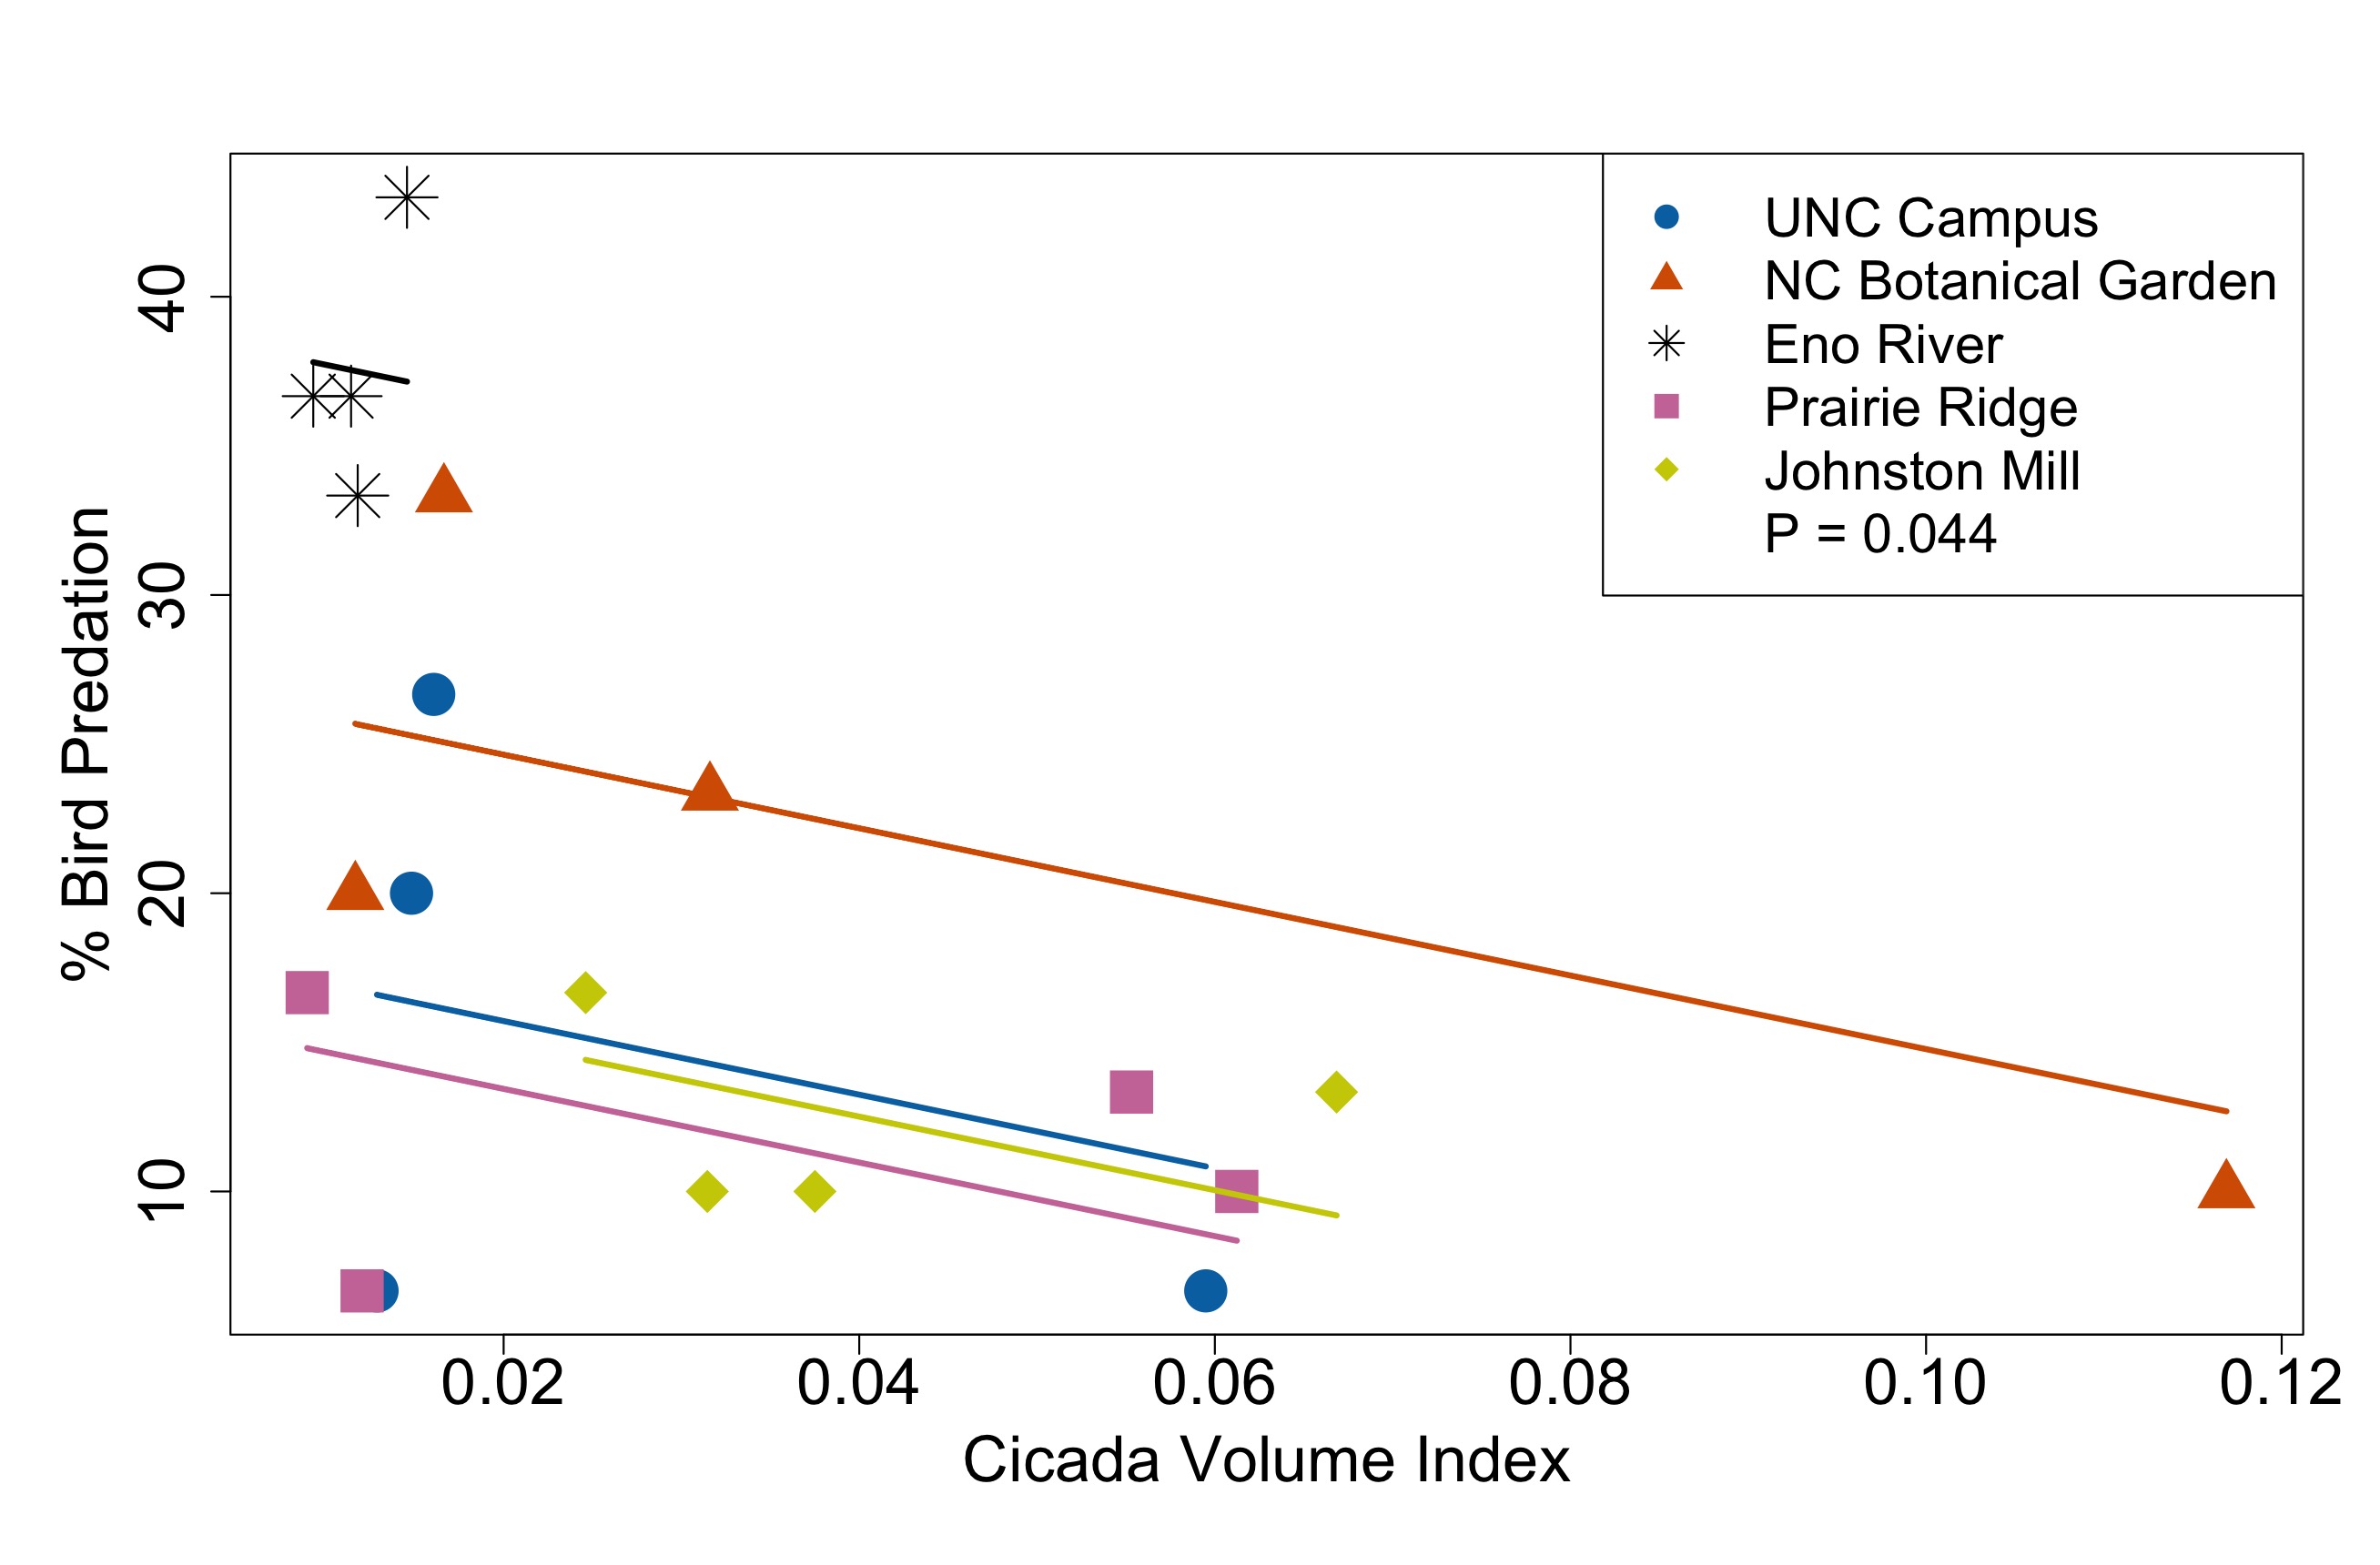 UNC Campus
NC Botanical Garden
Eno River
Prairie Ridge
Johnston Mill
P = 0.044
% Bird Predation
40
30
20
10
0.02 0.04 0.06 0.08 0.10 0.12
Cicada Volume Index